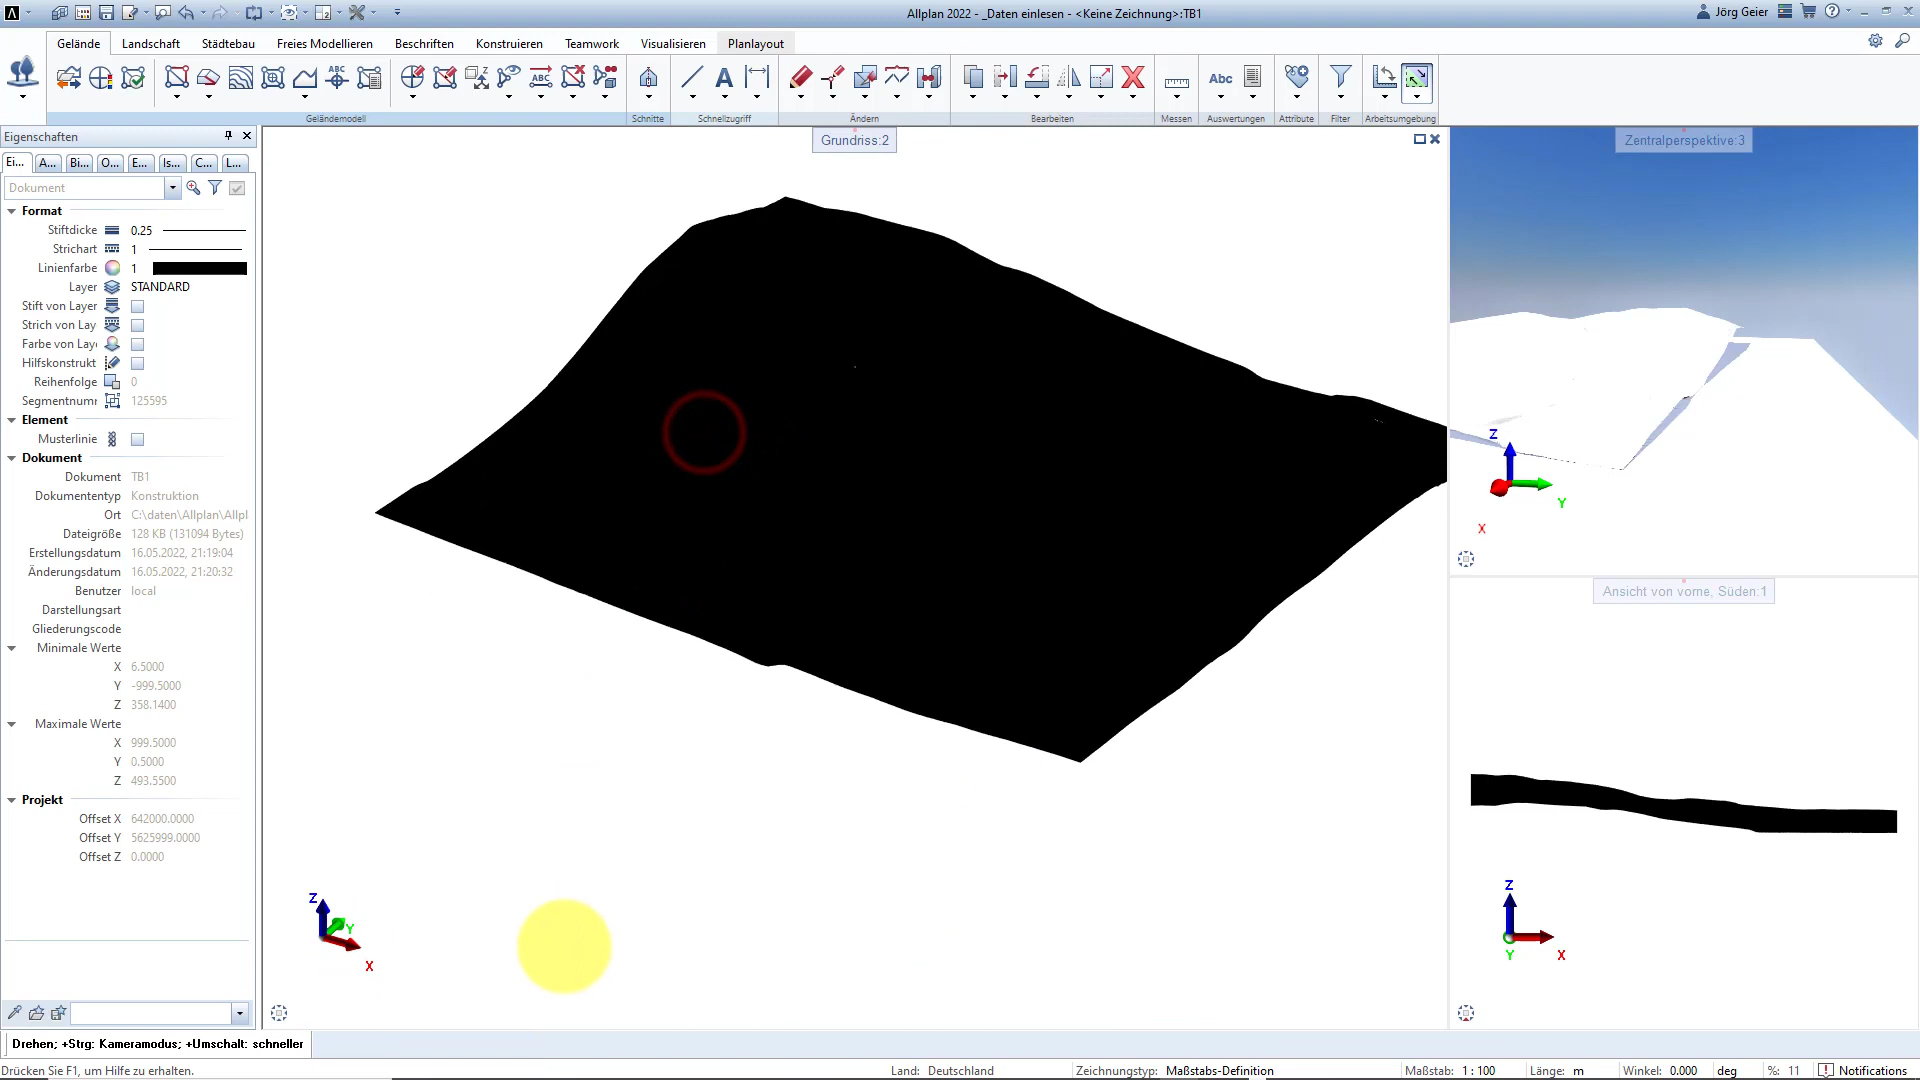 Allplan 2022 - _Daten einlesen - <Keine Zeichnung>:TB1
Jörg Geier
Gelände
Landschaft
Städtebau
Freies Modellieren
Beschriften
Konstruieren
Teamwork
Visualisieren
Planlayout
Geländemodell
Schnitte
Schnellzugriff
Ändern
Bearbeiten
Messen
Auswertungen
Attribute
Filter
Arbeitsumgebung
Eigenschaften
Ei...
A...
Bi...
O...
E...
Is...
C...
L...
Dokument
Format
Stiftdicke 0.25
Strichart 1
Linienfarbe 1
Layer STANDARD
Stift von Layer
Strich von Lay
Farbe von Laye
Hilfskonstrukt
Reihenfolge 0
Segmentnum 125595
Element
Musterlinie
Dokument
Dokument TB1
Dokumententyp Konstruktion
Ort C:\daten\Allplan\Allpl
Dateigröße 128 KB (131094 Bytes)
Erstellungsdatum 16.05.2022, 21:19:04
Änderungsdatum 16.05.2022, 21:20:32
Benutzer local
Darstellungsart
Gliederungscode
Minimale Werte
X 6.5000
Y -999.5000
Z 358.1400
Maximale Werte
X 999.5000
Y 0.5000
Z 493.5500
Projekt
Offset X 642000.0000
Offset Y 5625999.0000
Offset Z 0.0000
Grundriss:2
Z
Y
X
Zentralperspektive:3
Z
Y
X
Ansicht von vorne, Süden:1
Z
Y X
Drehen; +Strg: Kameramodus; +Umschalt: schneller
Drücken Sie F1, um Hilfe zu erhalten.
Land: Deutschland
Zeichnungstyp: Maßstabs-Definition
Maßstab: 1 : 100
Länge: m
Winkel: 0.000 deg
%: 11
Notifications